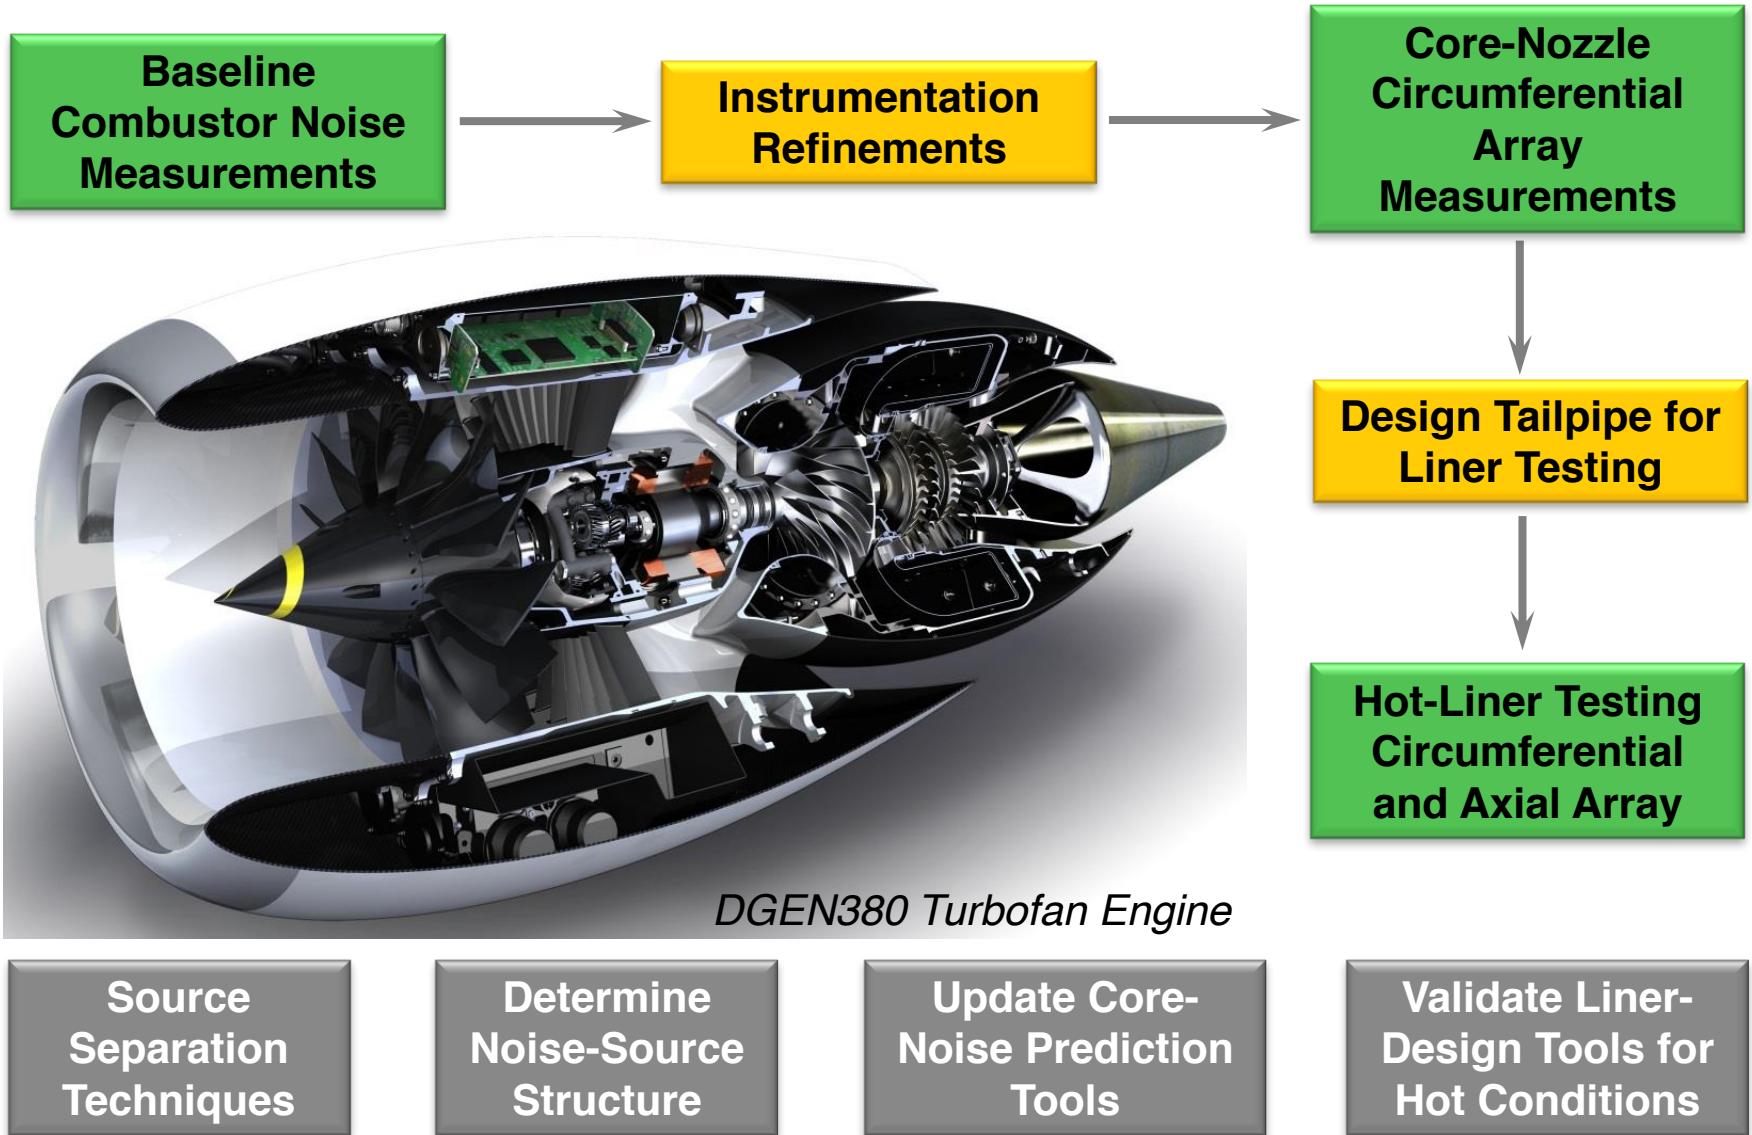 Baseline
Combustor Noise
Measurements
Instrumentation
Refinements
Core-Nozzle
Circumferential
Array
Measurements
Design Tailpipe for
Liner Testing
Hot-Liner Testing
Circumferential
and Axial Array
DGEN380 Turbofan Engine
Source
Separation
Techniques
Determine
Noise-Source
Structure
Update Core-
Noise Prediction
Tools
Validate Liner-
Design Tools for
Hot Conditions